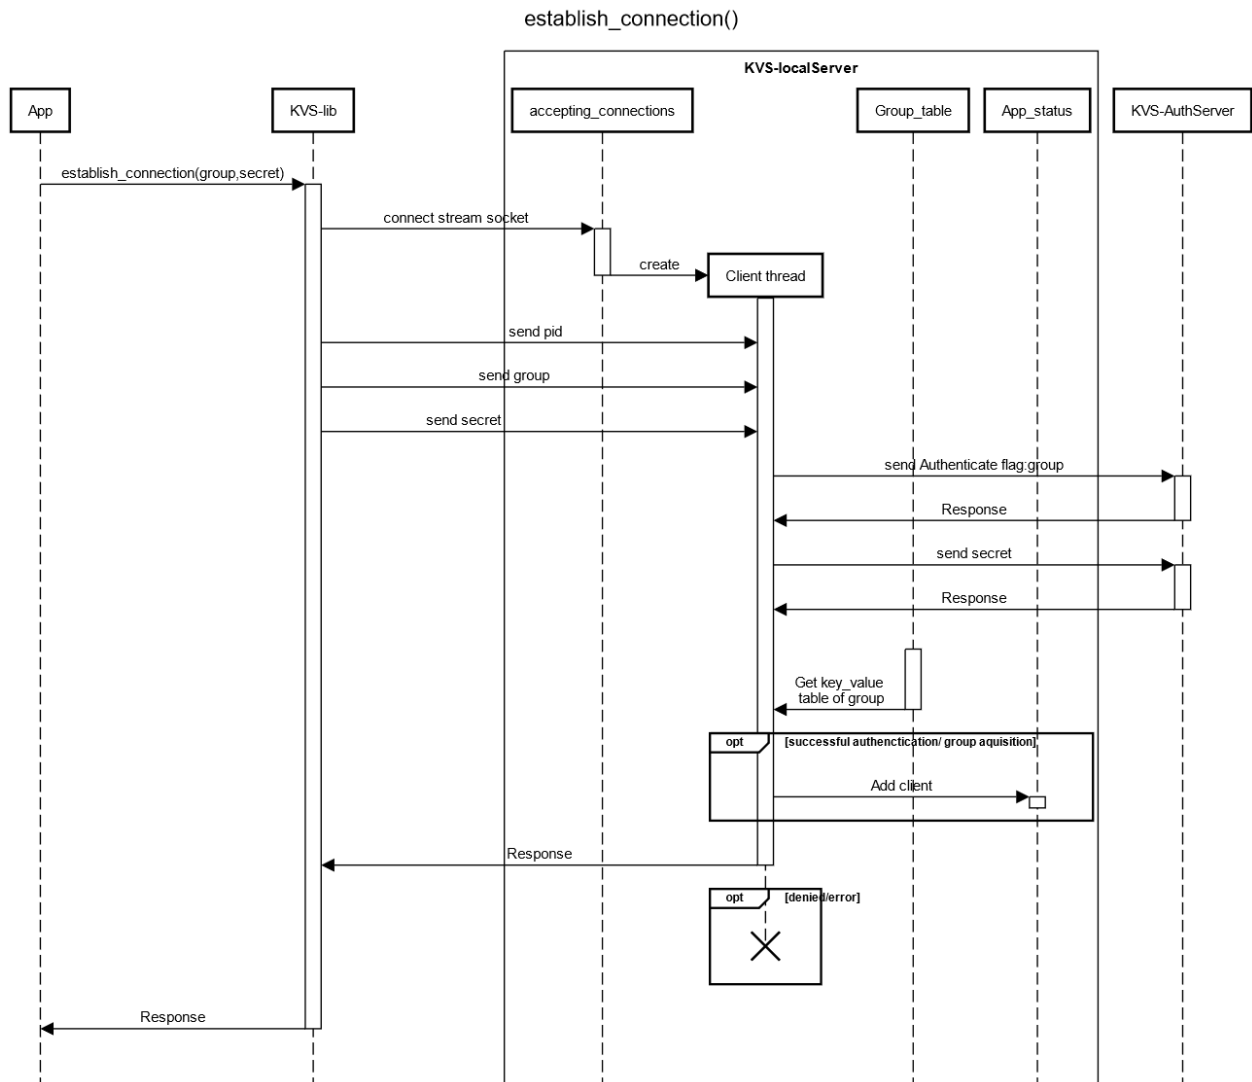 establish_connection()
KVS-localServer
App
KVS-lib
accepting_connections
Group_table
App_status
KVS-AuthServer
establish_connection(group,secret)
connect stream socket
create
Client thread
send pid
send group
send secret
send Authenticate flag:group
Response
send secret
Response
Get key_value
table of group
opt
[successful authenctication/ group aquisition]
Add client
Response
opt
[denied/error]
Response